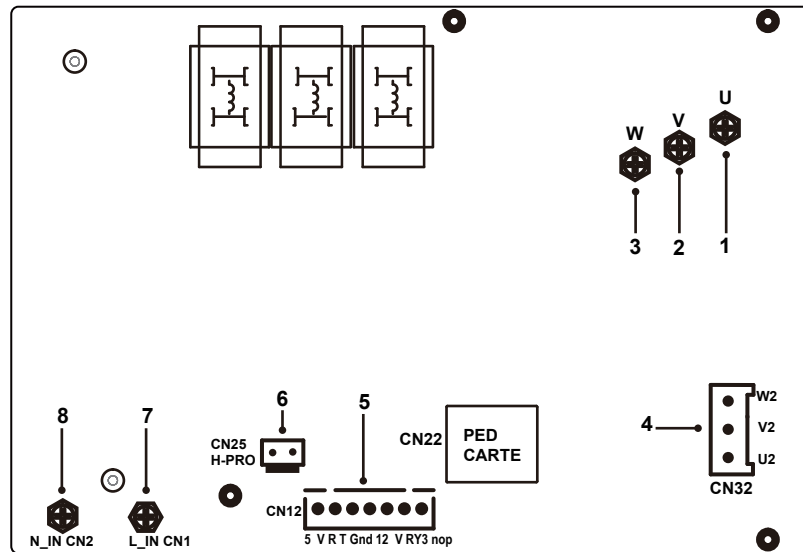 U
V
W
3
2
1
8
7
6
5
4
CN25
H-PRO
CN22
PED
CARTE
W2
V2
U2
CN32
CN12
N_IN CN2
L_IN CN1
5 V R T Gnd 12 V RY3 nop